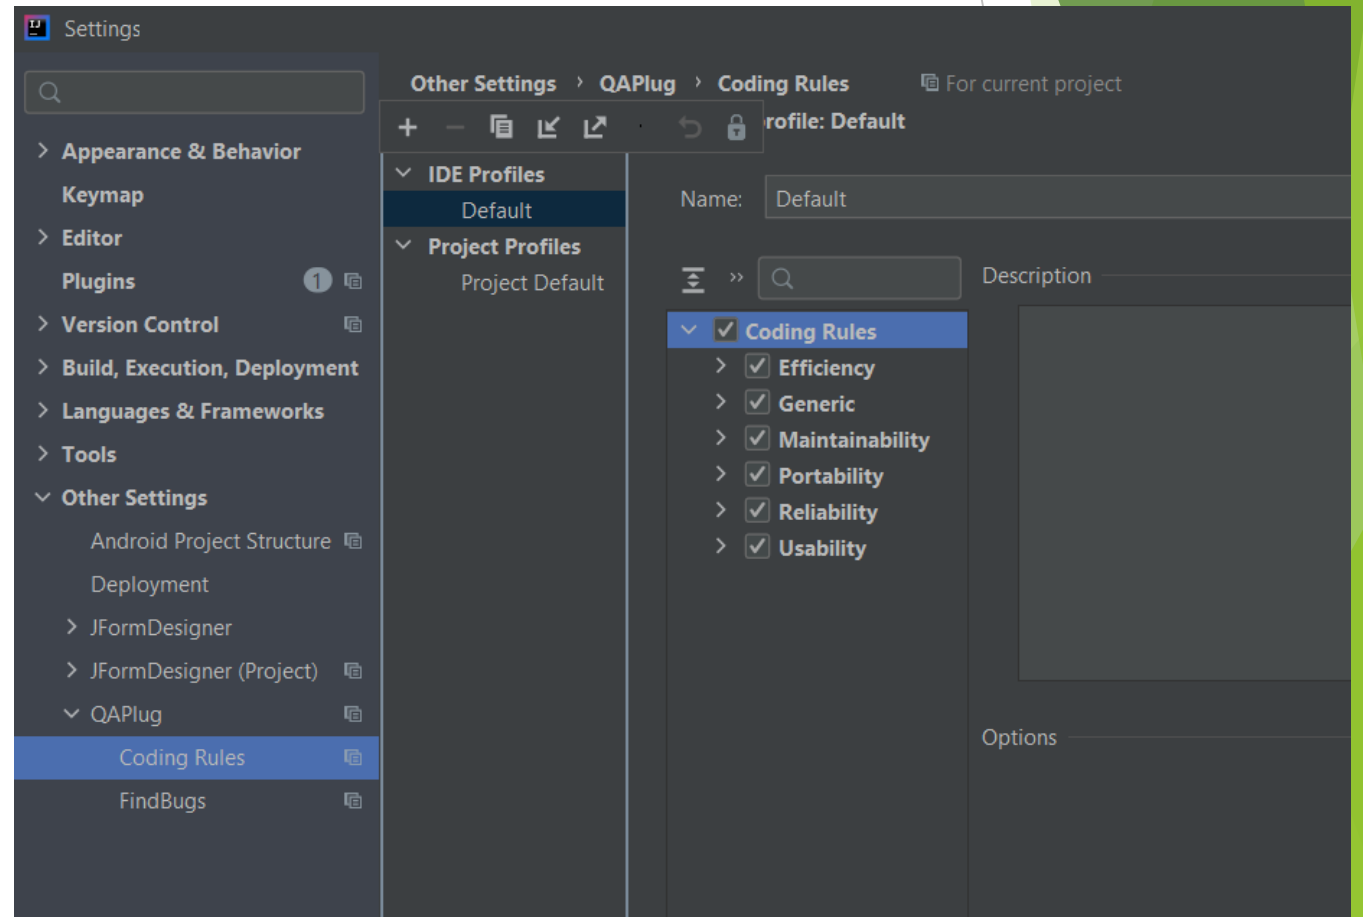 Settings
Appearance & Behavior
Keymap
Editor
Plugins 1
Version Control
Build, Execution, Deployment
Languages & Frameworks
Tools
Other Settings
Android Project Structure
Deployment
JFormDesigner
JFormDesigner (Project)
QAPlug
Coding Rules
FindBugs
Other Settings › QAPlug › Coding Rules For current project
rofile: Default
IDE Profiles
Default
Project Profiles
Project Default
Name: Default
Coding Rules
Efficiency
Generic
Maintainability
Portability
Reliability
Usability
Description
Options